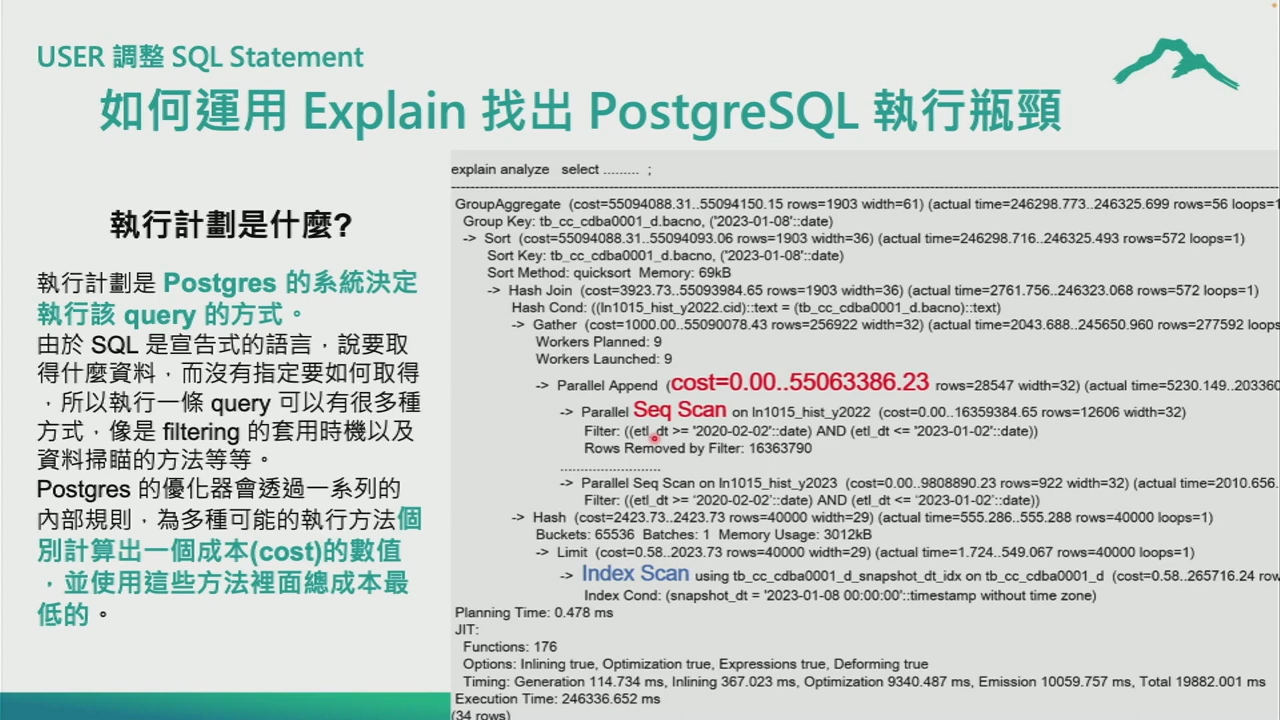 USER 調整 SQL Statement
如何運用 Explain 找出 PostgreSQL 執行瓶頸
執行計劃是什麼?
執行計劃是 Postgres 的系統決定
執行該 query 的方式。
由於 SQL 是宣告式的語言，說要取
得什麼資料，而沒有指定要如何取得
，所以執行一條 query 可以有很多種
方式，像是 filtering 的套用時機以及
資料掃瞄的方法等等。
Postgres 的優化器會透過一系列的
內部規則，為多種可能的執行方法個
別計算出一個成本(cost)的數值
，並使用這些方法裡面總成本最
低的。
explain analyze select ......... ;
GroupAggregate (cost=55094088.31..55094150.15 rows=1903 width=61) (actual time=246298.773..246325.699 rows=56 loops=1
Group Key: tb_cc_cdba0001_d.bacno, ('2023-01-08'::date)
-> Sort (cost=55094088.31..55094093.06 rows=1903 width=36) (actual time=246298.716..246325.493 rows=572 loops=1)
Sort Key: tb_cc_cdba0001_d.bacno, ('2023-01-08'::date)
Sort Method: quicksort Memory: 69kB
-> Hash Join (cost=3923.73..55093984.65 rows=1903 width=36) (actual time=2761.756..246323.068 rows=572 loops=1)
Hash Cond: ((ln1015_hist_y2022.cid)::text = (tb_cc_cdba0001_d.bacno)::text)
-> Gather (cost=1000.00..55090078.43 rows=256922 width=32) (actual time=2043.688..245650.960 rows=277592 loops
Workers Planned: 9
Workers Launched: 9
-> Parallel Append (cost=0.00..55063386.23 rows=28547 width=32) (actual time=5230.149..203360
-> Parallel Seq Scan on ln1015_hist_y2022 (cost=0.00..16359384.65 rows=12606 width=32)
Filter: ((etl_dt >= '2020-02-02'::date) AND (etl_dt <= '2023-01-02'::date))
Rows Removed by Filter: 16363790
.........................
-> Parallel Seq Scan on ln1015_hist_y2023 (cost=0.00..9808890.23 rows=922 width=32) (actual time=2010.656.
Filter: ((etl_dt >= '2020-02-02'::date) AND (etl_dt <= '2023-01-02'::date))
-> Hash (cost=2423.73..2423.73 rows=40000 width=29) (actual time=555.286..555.288 rows=40000 loops=1)
Buckets: 65536 Batches: 1 Memory Usage: 3012kB
-> Limit (cost=0.58..2023.73 rows=40000 width=29) (actual time=1.724..549.067 rows=40000 loops=1)
-> Index Scan using tb_cc_cdba0001_d_snapshot_dt_idx on tb_cc_cdba0001_d (cost=0.58..265716.24 row
Index Cond: (snapshot_dt = '2023-01-08 00:00:00'::timestamp without time zone)
Planning Time: 0.478 ms
JIT:
Functions: 176
Options: Inlining true, Optimization true, Expressions true, Deforming true
Timing: Generation 114.734 ms, Inlining 367.023 ms, Optimization 9340.487 ms, Emission 10059.757 ms, Total 19882.001 ms
Execution Time: 246336.652 ms
(34 rows)